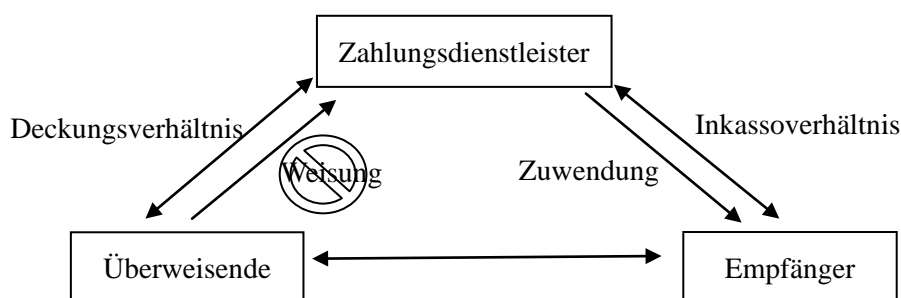 Zahlungsdienstleister
Deckungsverhältnis
Inkassoverhältnis
Weisung
Zuwendung
Überweisende
Empfänger